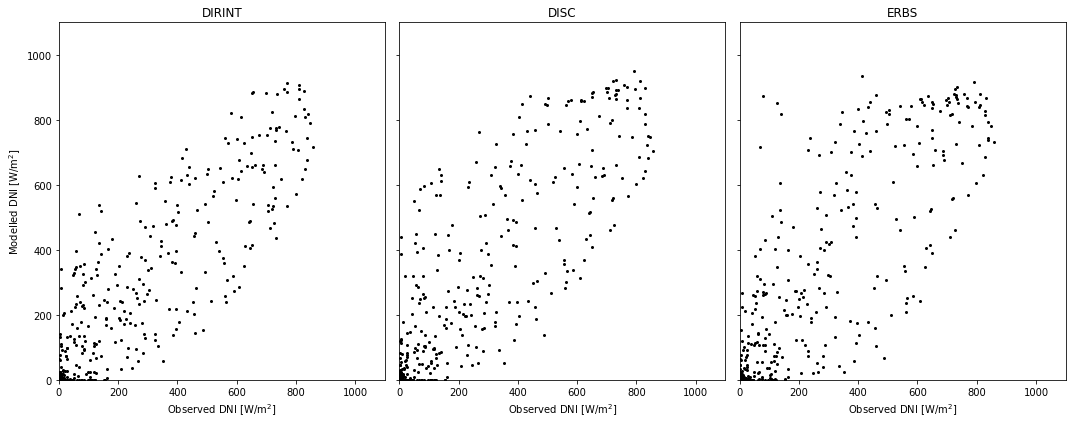 DIRINT
DISC
ERBS
Modelled DNI [W/m²]
1000
800
600
400
200
0
0 200 400 600 800 1000
0 200 400 600 800 1000
0 200 400 600 800 1000
Observed DNI [W/m²]
Observed DNI [W/m²]
Observed DNI [W/m²]